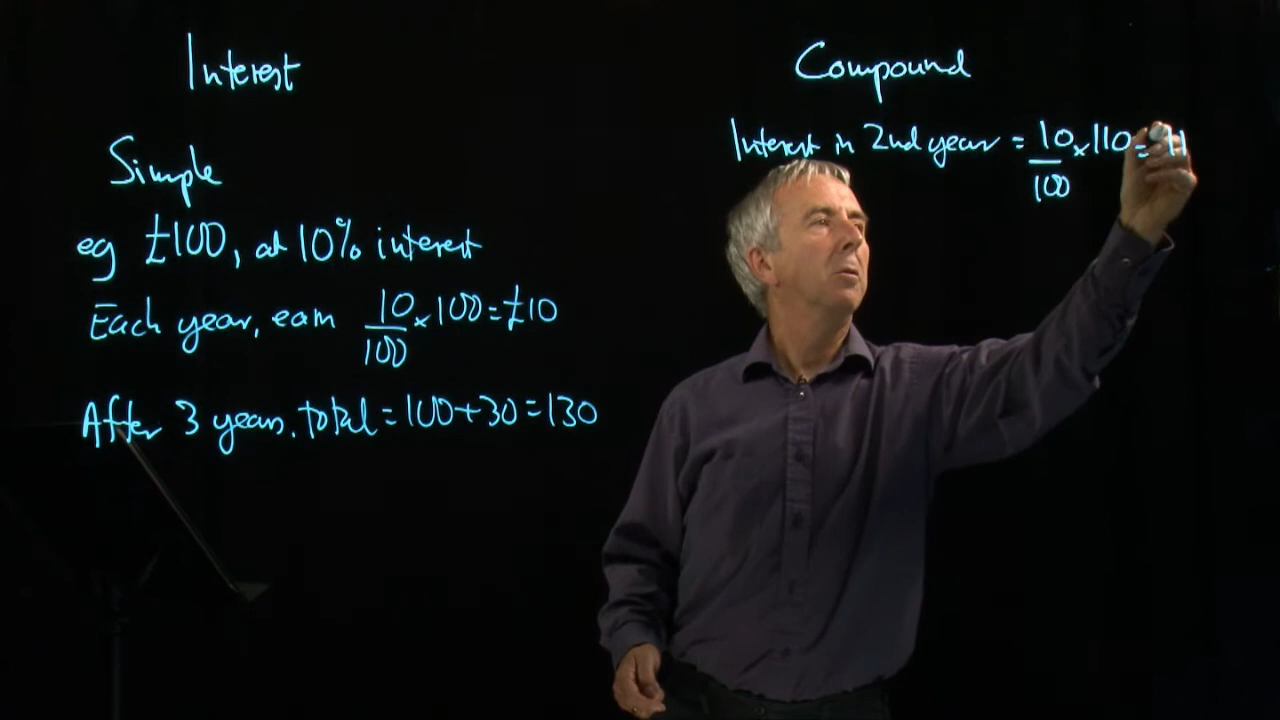 Interest
Simple
eg £100, at 10% interest
Each year, earn 10/100 × 100 = £10
After 3 years, total = 100 + 30 = 130
Compound
Interest in 2nd year = 10/100 × 110 = 11